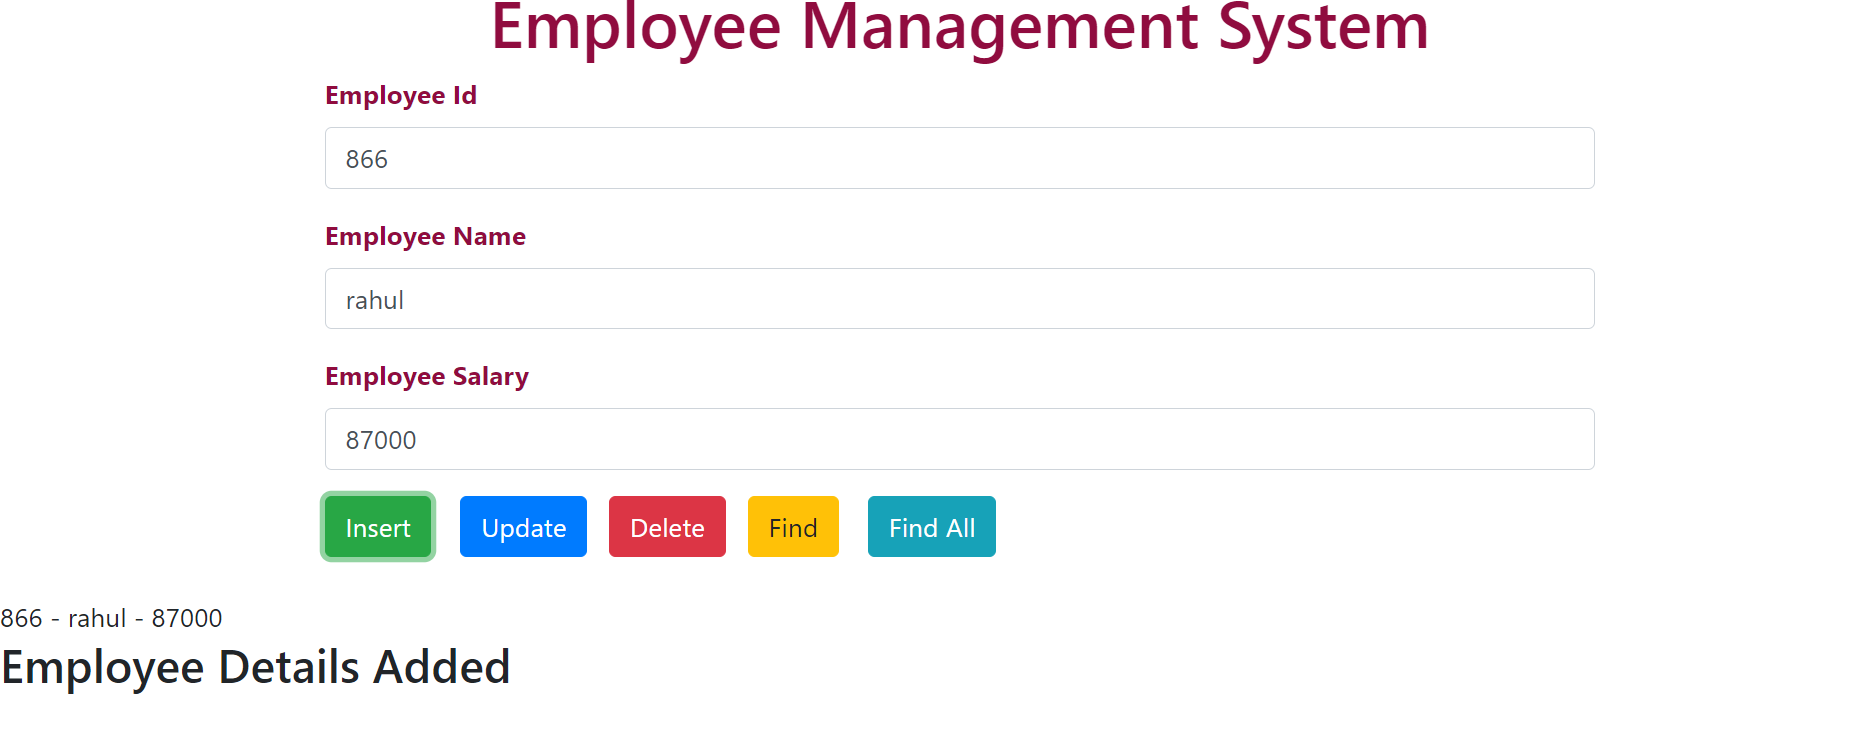 Employee Management System
Employee Id
866
Employee Name
rahul
Employee Salary
87000
Insert Update Delete Find Find All
866 - rahul - 87000
Employee Details Added